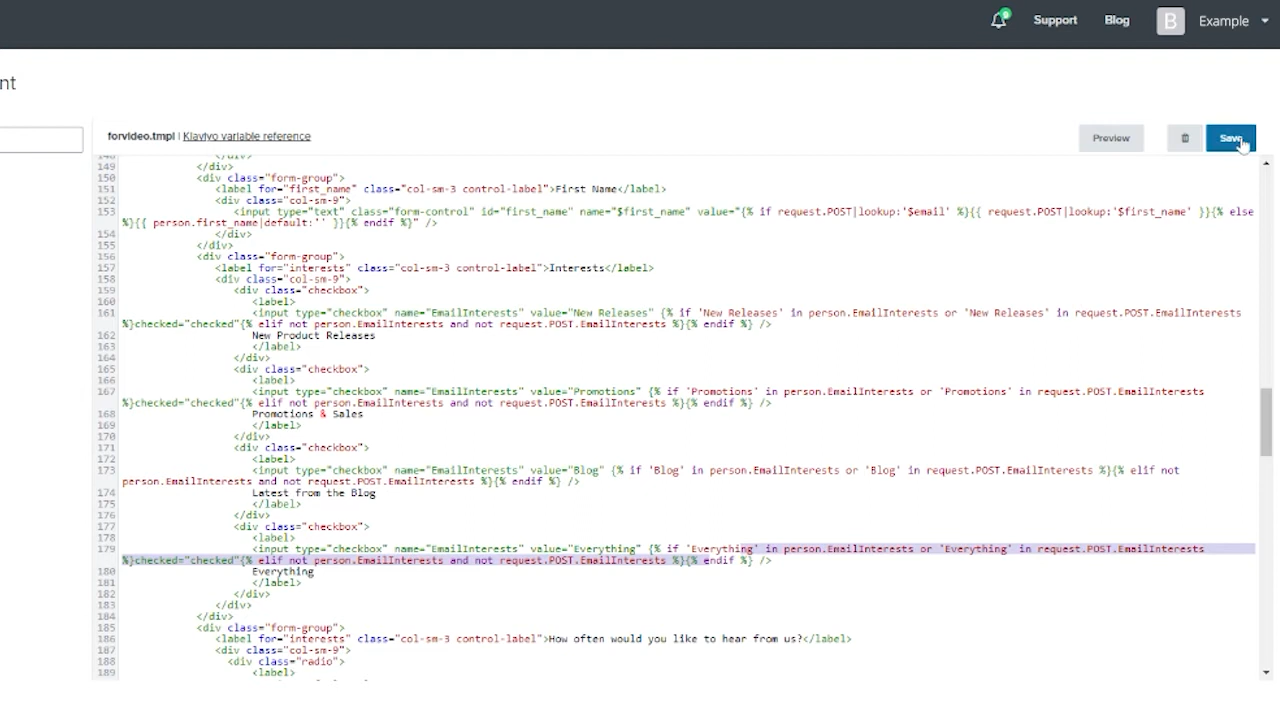 Support Blog B Example
nt
forvideo.tmpl | Klaviyo variable reference Preview Save
148 </div>
149 </div>
150 <div class="form-group">
151 <label for="first_name" class="col-sm-3 control-label">First Name</label>
152 <div class="col-sm-9">
153 <input type="text" class="form-control" id="first_name" name="$first_name" value="{% if request.POST|lookup:'$email' %}{{ request.POST|lookup:'$first_name' }}{% else
%}{{ person.first_name|default:'' }}{% endif %}" />
154 </div>
155 </div>
156 <div class="form-group">
157 <label for="interests" class="col-sm-3 control-label">Interests</label>
158 <div class="col-sm-9">
159 <div class="checkbox">
160 <label>
161 <input type="checkbox" name="EmailInterests" value="New Releases" {% if 'New Releases' in person.EmailInterests or 'New Releases' in request.POST.EmailInterests
%}checked="checked"{% elif not person.EmailInterests and not request.POST.EmailInterests %}{% endif %} />
162 New Product Releases
163 </label>
164 </div>
165 <div class="checkbox">
166 <label>
167 <input type="checkbox" name="EmailInterests" value="Promotions" {% if 'Promotions' in person.EmailInterests or 'Promotions' in request.POST.EmailInterests
%}checked="checked"{% elif not person.EmailInterests and not request.POST.EmailInterests %}{% endif %} />
168 Promotions & Sales
169 </label>
170 </div>
171 <div class="checkbox">
172 <label>
173 <input type="checkbox" name="EmailInterests" value="Blog" {% if 'Blog' in person.EmailInterests or 'Blog' in request.POST.EmailInterests %}{% elif not
person.EmailInterests and not request.POST.EmailInterests %}{% endif %} />
174 Latest from the Blog
175 </label>
176 </div>
177 <div class="checkbox">
178 <label>
179 <input type="checkbox" name="EmailInterests" value="Everything" {% if 'Everything' in person.EmailInterests or 'Everything' in request.POST.EmailInterests
%}checked="checked"{% elif not person.EmailInterests and not request.POST.EmailInterests %}{% endif %} />
180 Everything
181 </label>
182 </div>
183 </div>
184 </div>
185 <div class="form-group">
186 <label for="interests" class="col-sm-3 control-label">How often would you like to hear from us?</label>
187 <div class="col-sm-9">
188 <div class="radio">
189 <label>